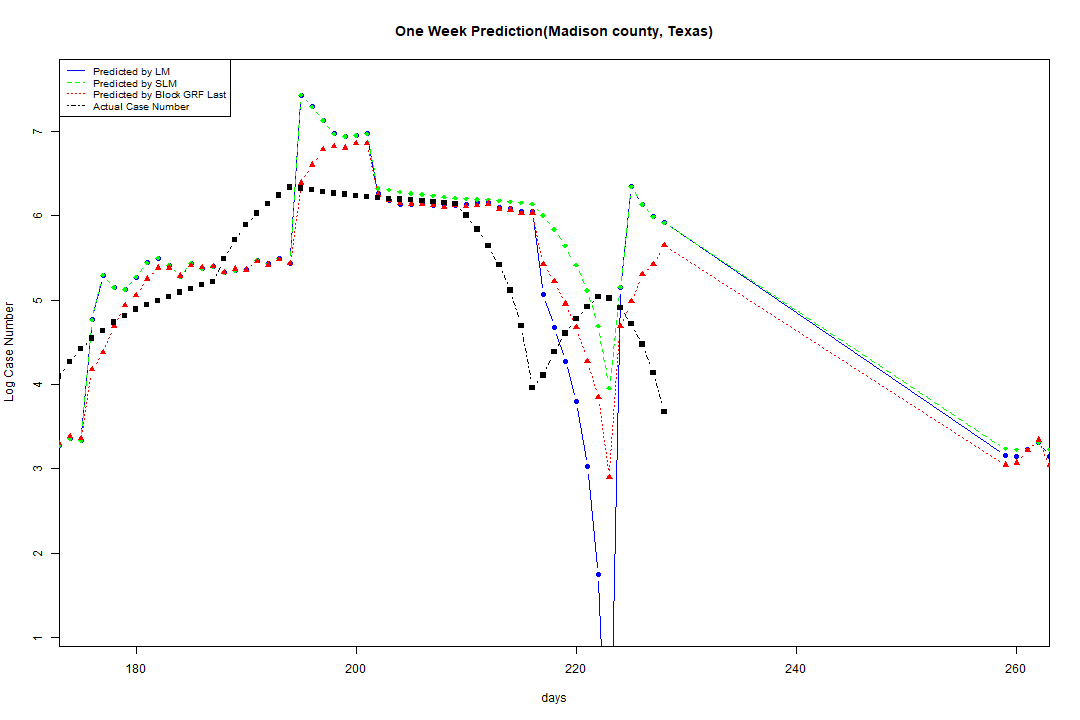 One Week Prediction(Madison county, Texas)
Predicted by LM
Predicted by SLM
Predicted by Block GRF Last
Actual Case Number
7
6
5
4
3
2
1
Log Case Number
180 200 220 240 260
days